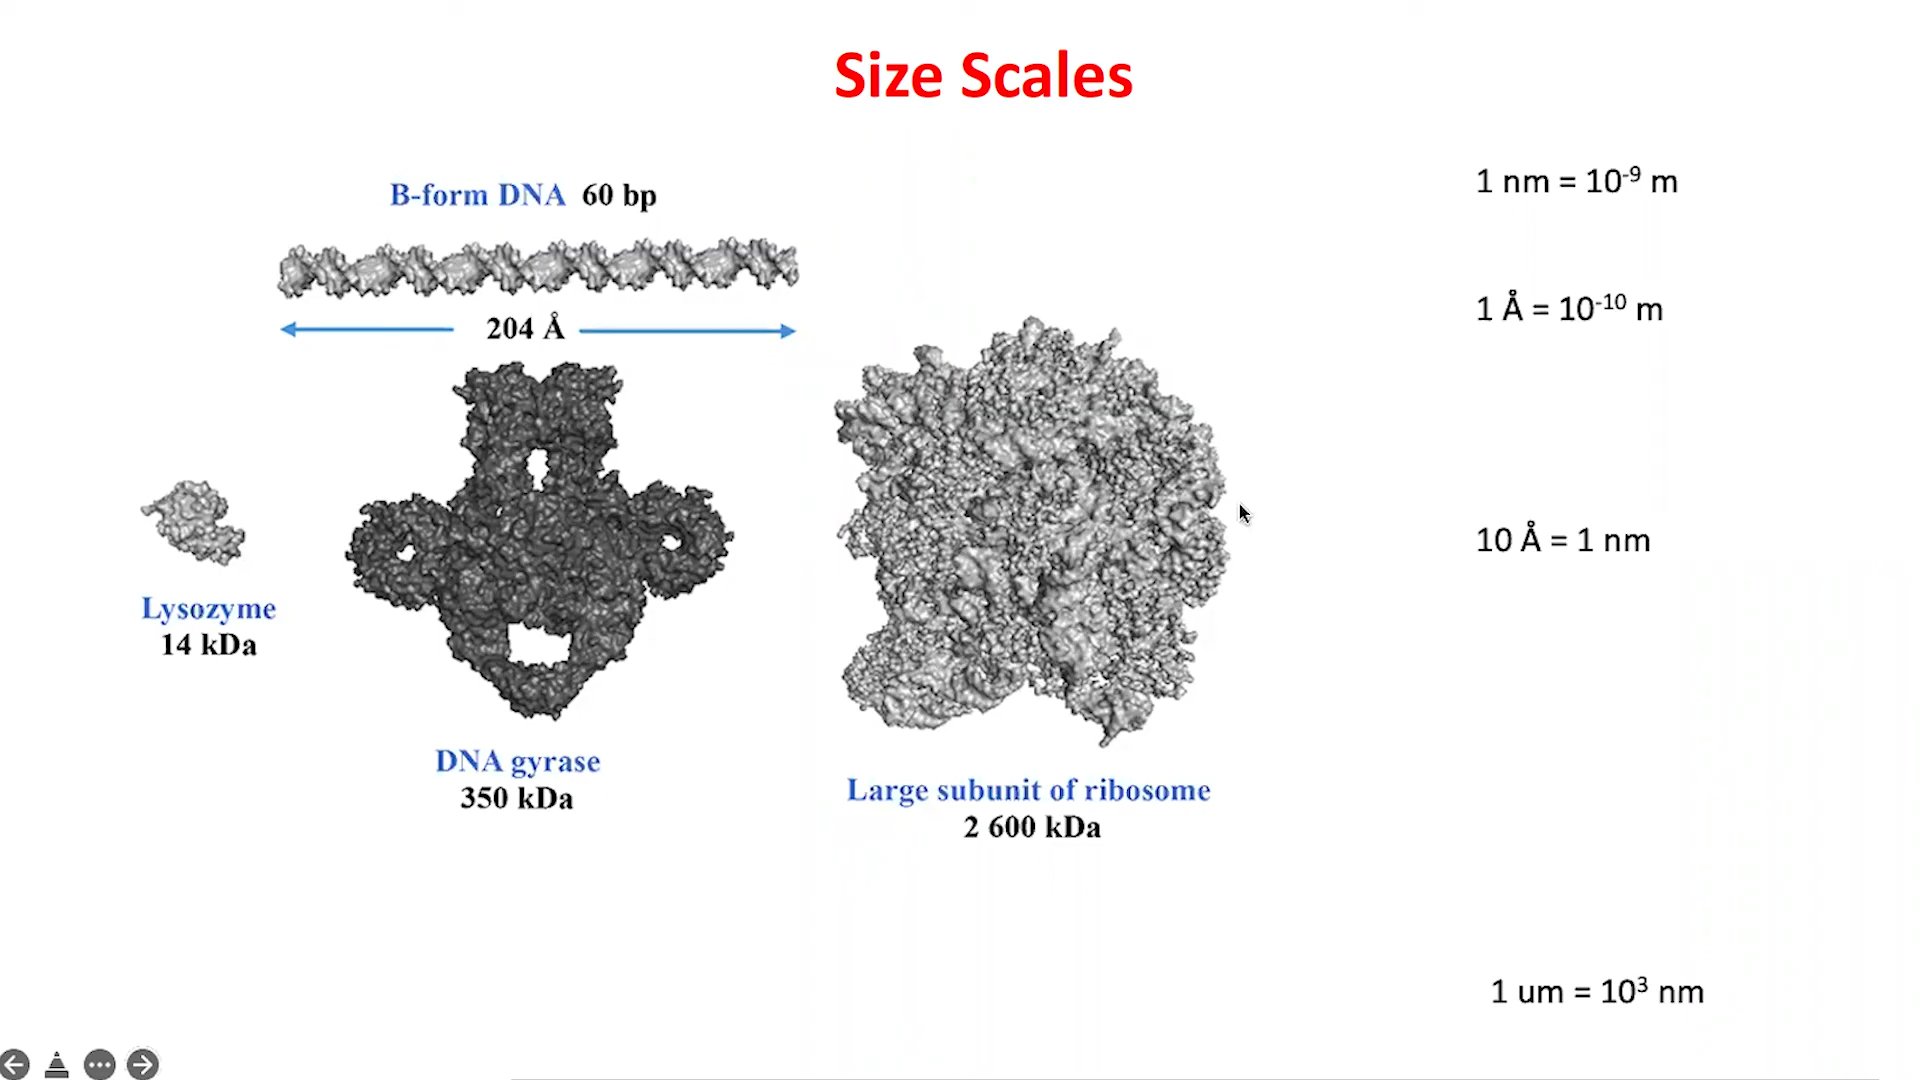 Size Scales
B-form DNA 60 bp
204 Å
Lysozyme
14 kDa
DNA gyrase
350 kDa
Large subunit of ribosome
2 600 kDa
1 nm = 10⁻⁹ m
1 Å = 10⁻¹⁰ m
10 Å = 1 nm
1 um = 10³ nm